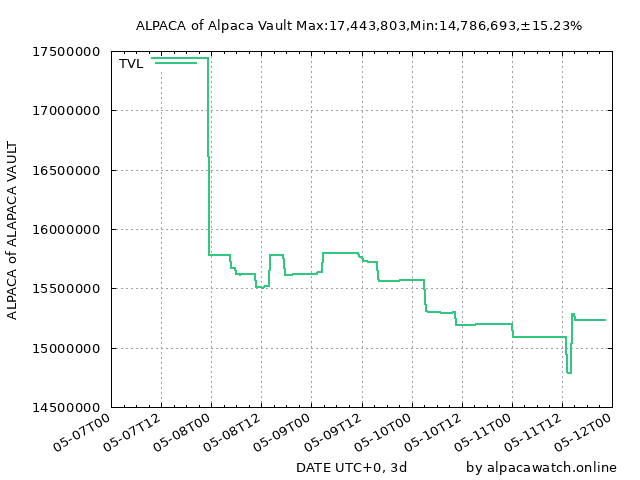 ALPACA of Alpaca Vault Max:17,443,803,Min:14,786,693,±15.23%
17500000
17000000
16500000
16000000
15500000
15000000
14500000
TVL
ALPACA of ALAPACA VAULT
05-07T00
05-07T12
05-08T00
05-08T12
05-09T00
05-09T12
05-10T00
05-10T12
05-11T00
05-11T12
05-12T00
DATE UTC+0, 3d
by alpacawatch.online